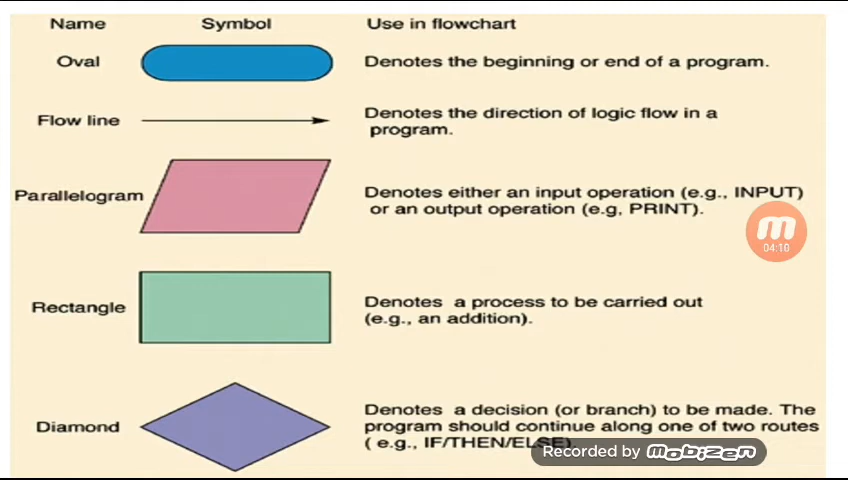 Name Symbol Use in flowchart
Oval Denotes the beginning or end of a program.
Flow line Denotes the direction of logic flow in a
program.
Parallelogram Denotes either an input operation (e.g., INPUT)
or an output operation (e.g, PRINT).
04:10
Rectangle Denotes a process to be carried out
(e.g., an addition).
Diamond Denotes a decision (or branch) to be made. The
program should continue along one of two routes
( e.g., IF/THEN/ELSE).
Recorded by MOBIZEN